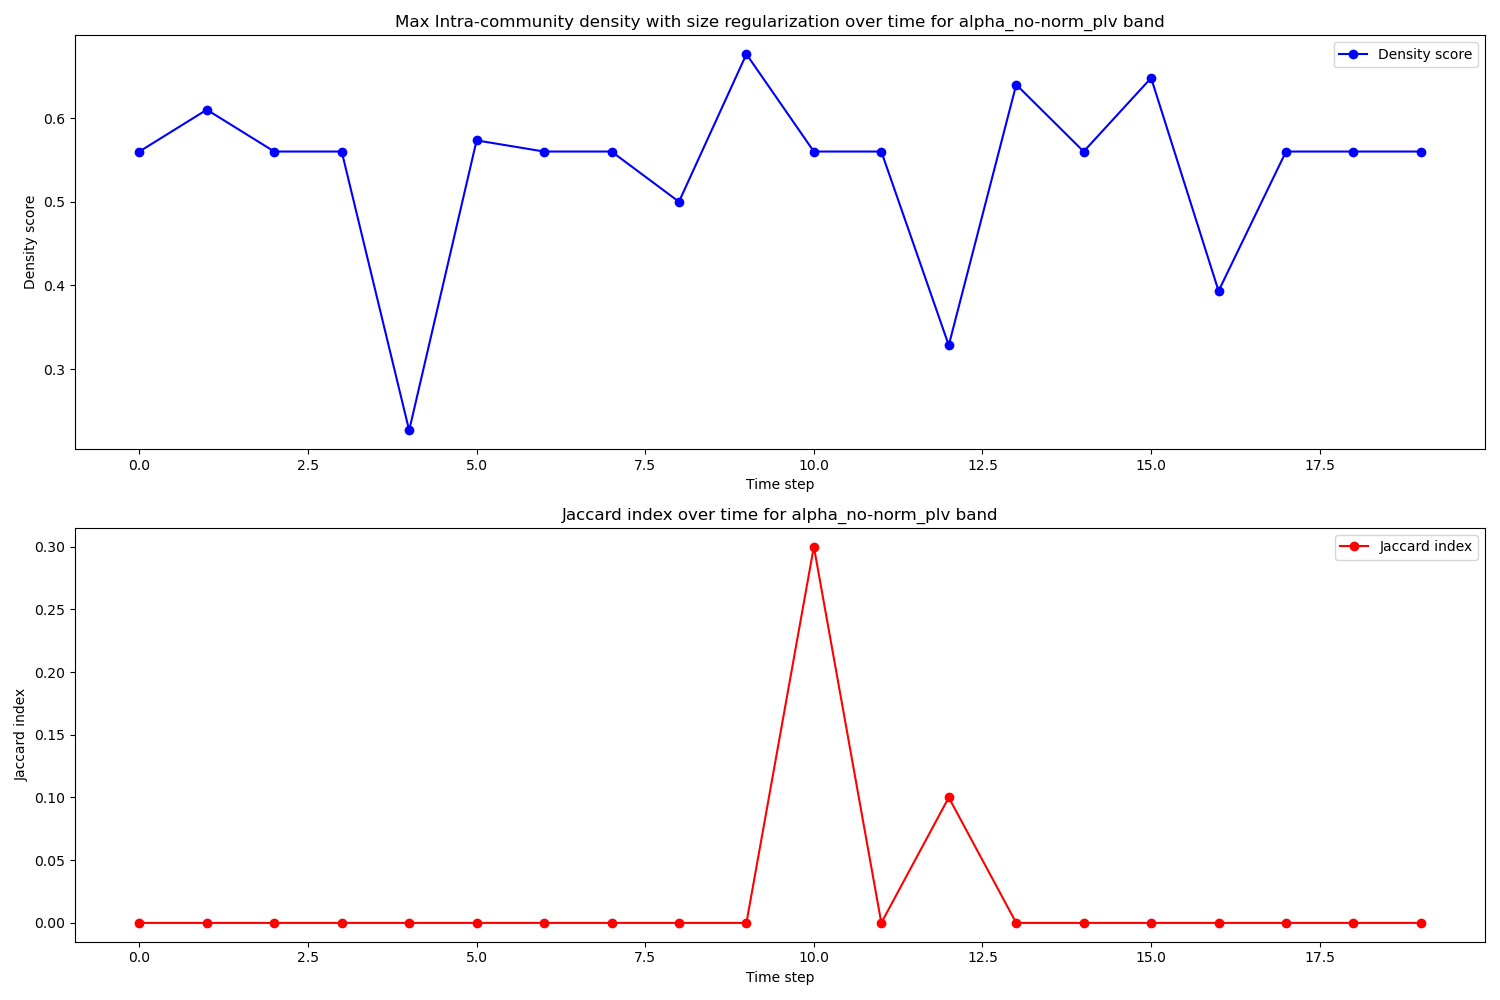 Max Intra-community density with size regularization over time for alpha_no-norm_plv band
Density score
0.6
0.5
0.4
0.3
Density score
0.0 2.5 5.0 7.5 10.0 12.5 15.0 17.5
Time step
Jaccard index over time for alpha_no-norm_plv band
Jaccard index
0.30
0.25
0.20
0.15
0.10
0.05
0.00
Jaccard index
0.0 2.5 5.0 7.5 10.0 12.5 15.0 17.5
Time step